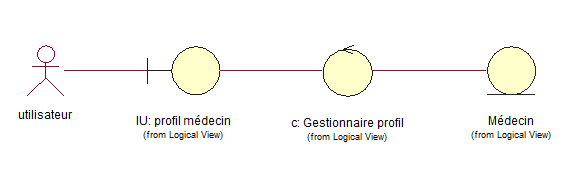 utilisateur
IU: profil médecin
(from Logical View)
c: Gestionnaire profil
(from Logical View)
Médecin
(from Logical View)